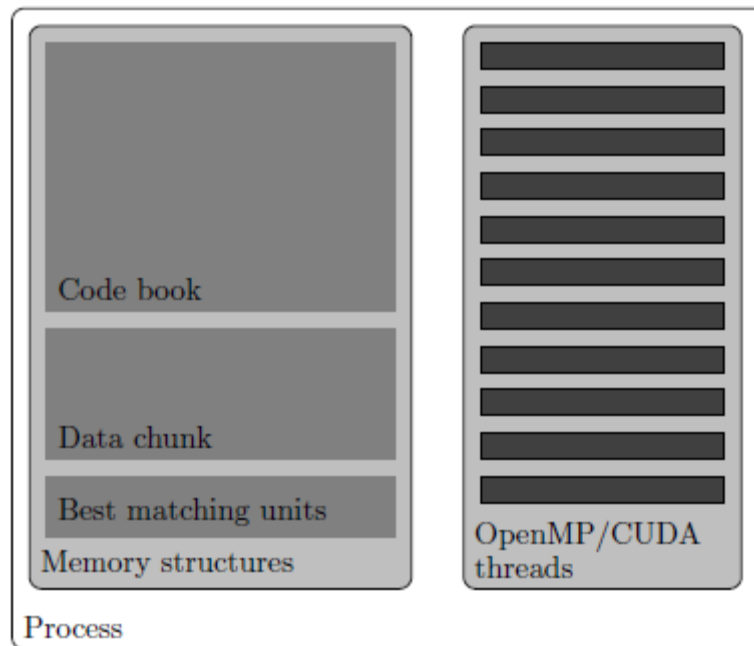 Code book
Data chunk
Best matching units
Memory structures
OpenMP/CUDA
threads
Process